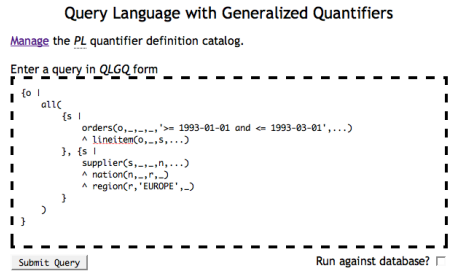 Query Language with Generalized Quantifiers
Manage the PL quantifier definition catalog.
Enter a query in QLGQ form
{o |
all(
{s |
orders(o,_,_,_,'>= 1993-01-01 and <= 1993-03-01',...)
^ lineitem(o,_,s,...)
}, {s |
supplier(s,_,_,n,...)
^ nation(n,_,r,_)
^ region(r,'EUROPE',_)
}
)
}
Submit Query
Run against database?